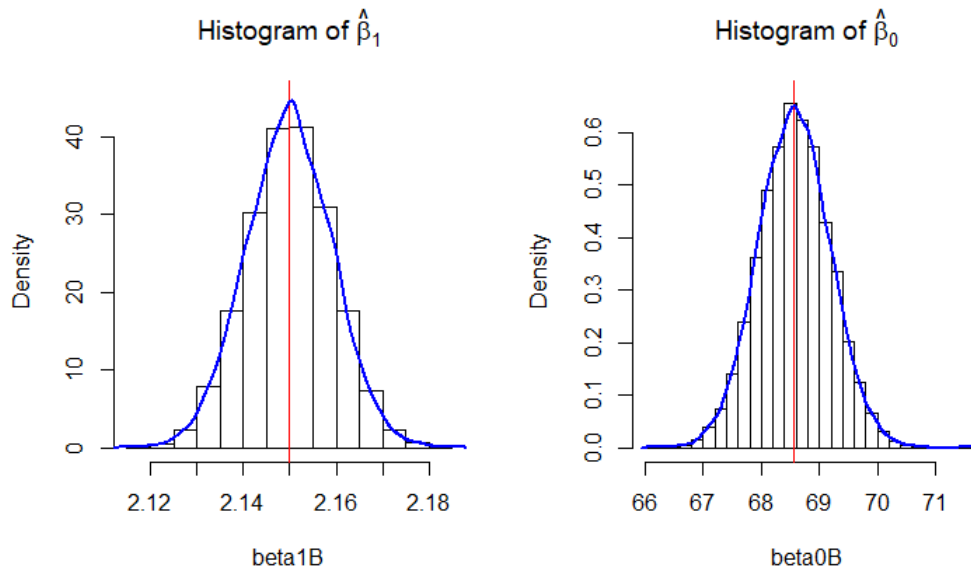 Histogram of β̂₁
Density
0 10 20 30 40
2.12 2.14 2.16 2.18
beta1B
Histogram of β̂₀
Density
0.0 0.1 0.2 0.3 0.4 0.5 0.6
66 67 68 69 70 71
beta0B